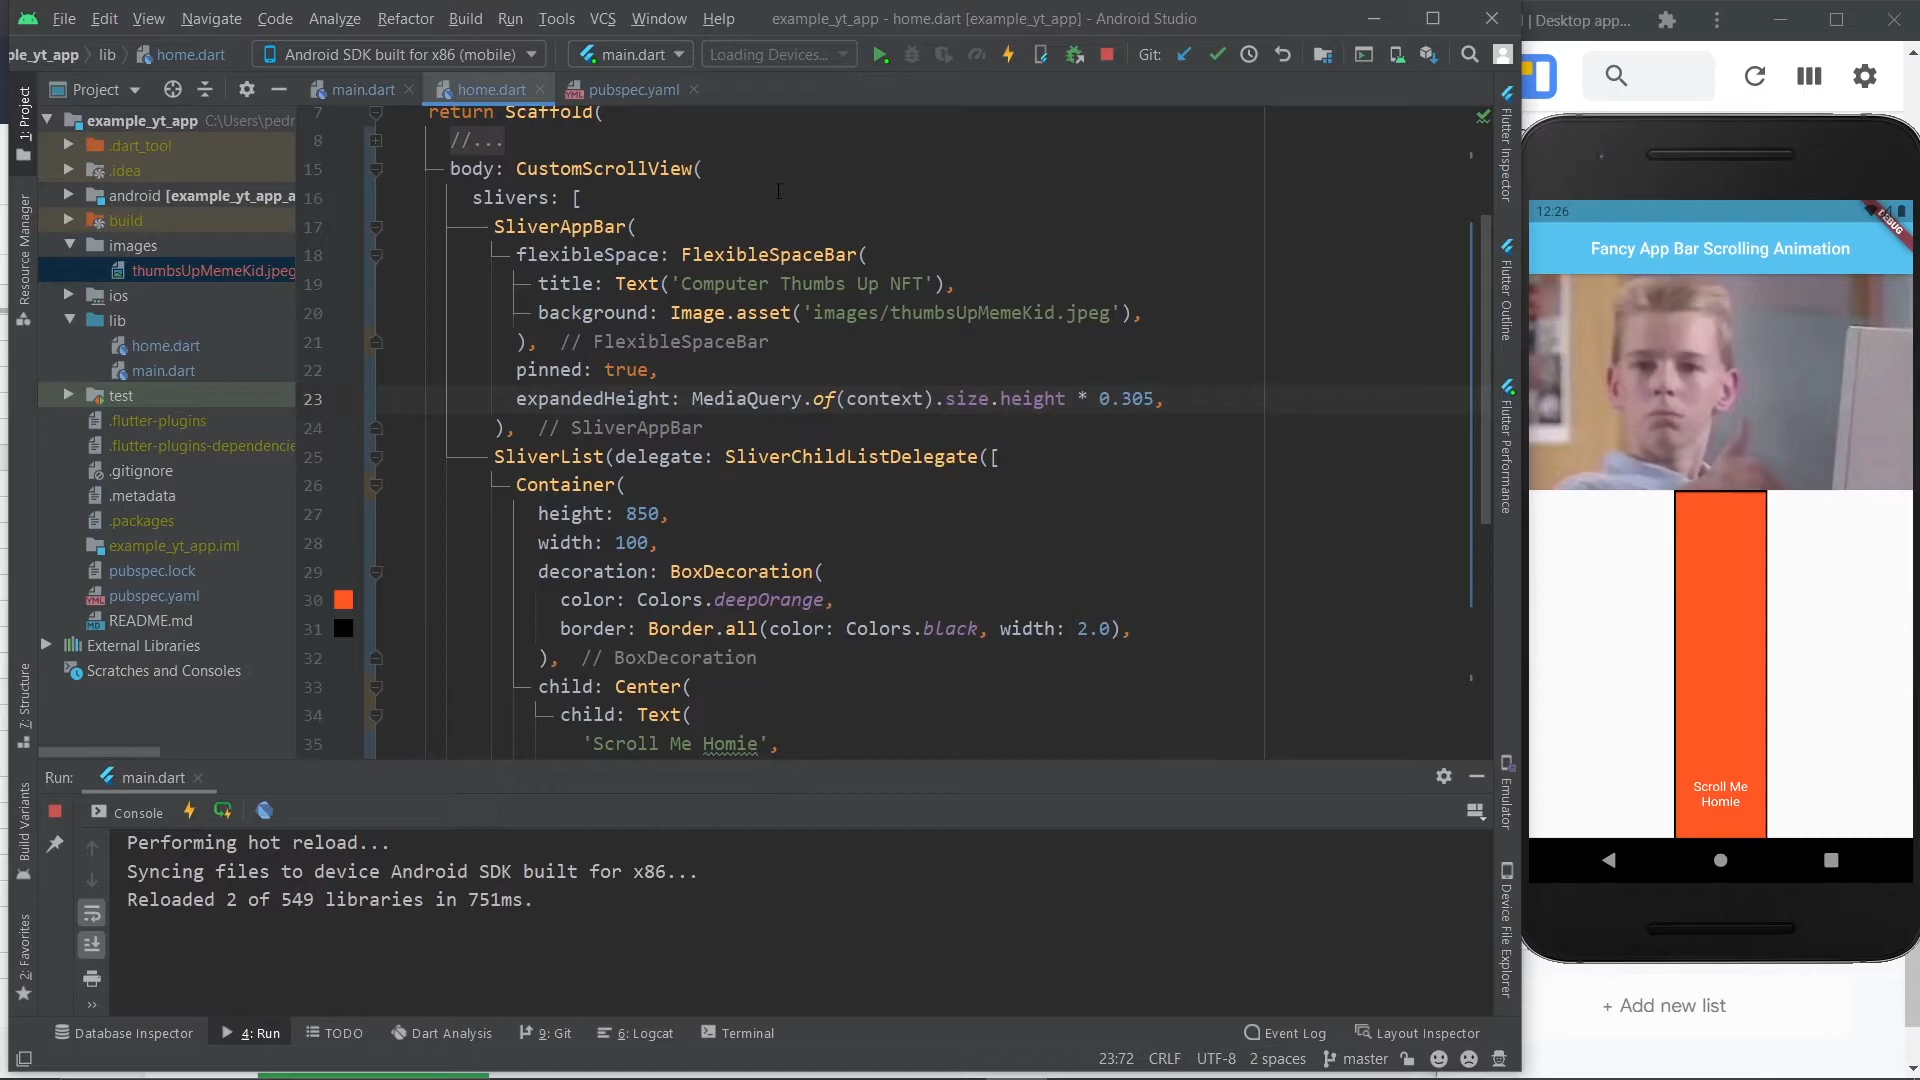 File Edit View Navigate Code Analyze Refactor Build Run Tools VCS Window Help example_yt_app - home.dart [example_yt_app] - Android Studio
| Desktop app...
ple_yt_app lib home.dart Android SDK built for x86 (mobile) main.dart Loading Devices... Git:
1: Project
Resource Manager
7: Structure
Build Variants
2: Favorites
Project
example_yt_app C:\Users\pedr
.dart_tool
.idea
android [example_yt_app_a
build
images
thumbsUpMemeKid.jpeg
ios
lib
home.dart
main.dart
test
.flutter-plugins
.flutter-plugins-dependencie
.gitignore
.metadata
.packages
example_yt_app.iml
pubspec.lock
pubspec.yaml
README.md
External Libraries
Scratches and Consoles
main.dart home.dart pubspec.yaml
7 return Scaffold(
8 //...
15 body: CustomScrollView(
16 slivers: [
17 SliverAppBar(
18 flexibleSpace: FlexibleSpaceBar(
19 title: Text('Computer Thumbs Up NFT'),
20 background: Image.asset('images/thumbsUpMemeKid.jpeg'),
21 ), // FlexibleSpaceBar
22 pinned: true,
23 expandedHeight: MediaQuery.of(context).size.height * 0.305,
24 ), // SliverAppBar
25 SliverList(delegate: SliverChildListDelegate([
26 Container(
27 height: 850,
28 width: 100,
29 decoration: BoxDecoration(
30 color: Colors.deepOrange,
31 border: Border.all(color: Colors.black, width: 2.0),
32 ), // BoxDecoration
33 child: Center(
34 child: Text(
35 'Scroll Me Homie',
Flutter Inspector
Flutter Outline
Flutter Performance
Emulator
Device File Explorer
12:26
DEBUG
Fancy App Bar Scrolling Animation
Scroll Me
Homie
+ Add new list
Run: main.dart
Console
Performing hot reload...
Syncing files to device Android SDK built for x86...
Reloaded 2 of 549 libraries in 751ms.
Database Inspector 4: Run TODO Dart Analysis 9: Git 6: Logcat Terminal Event Log Layout Inspector
23:72 CRLF UTF-8 2 spaces master